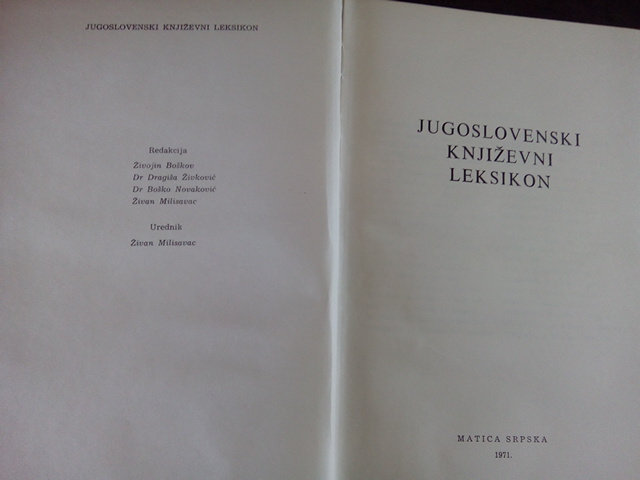 JUGOSLOVENSKI KNJIŽEVNI LEKSIKON
Redakcija
Živojin Boškov
Dr Dragiša Živković
Dr Boško Novaković
Živan Milisavac
Urednik
Živan Milisavac
JUGOSLOVENSKI
KNJIŽEVNI
LEKSIKON
MATICA SRPSKA
1971.